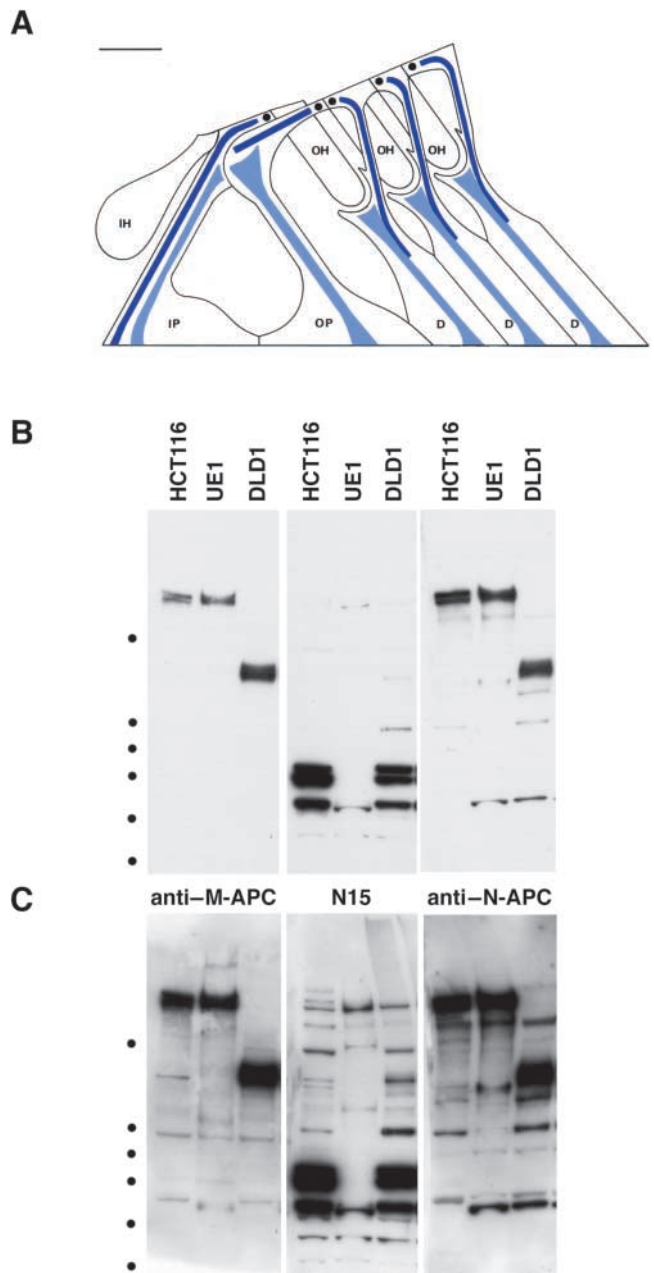 A
OH
OH
OH
IH
IP
OP
D
D
D
B
HCT116
UE1
DLD1
HCT116
UE1
DLD1
HCT116
UE1
DLD1
C
anti–M-APC
N15
anti–N-APC